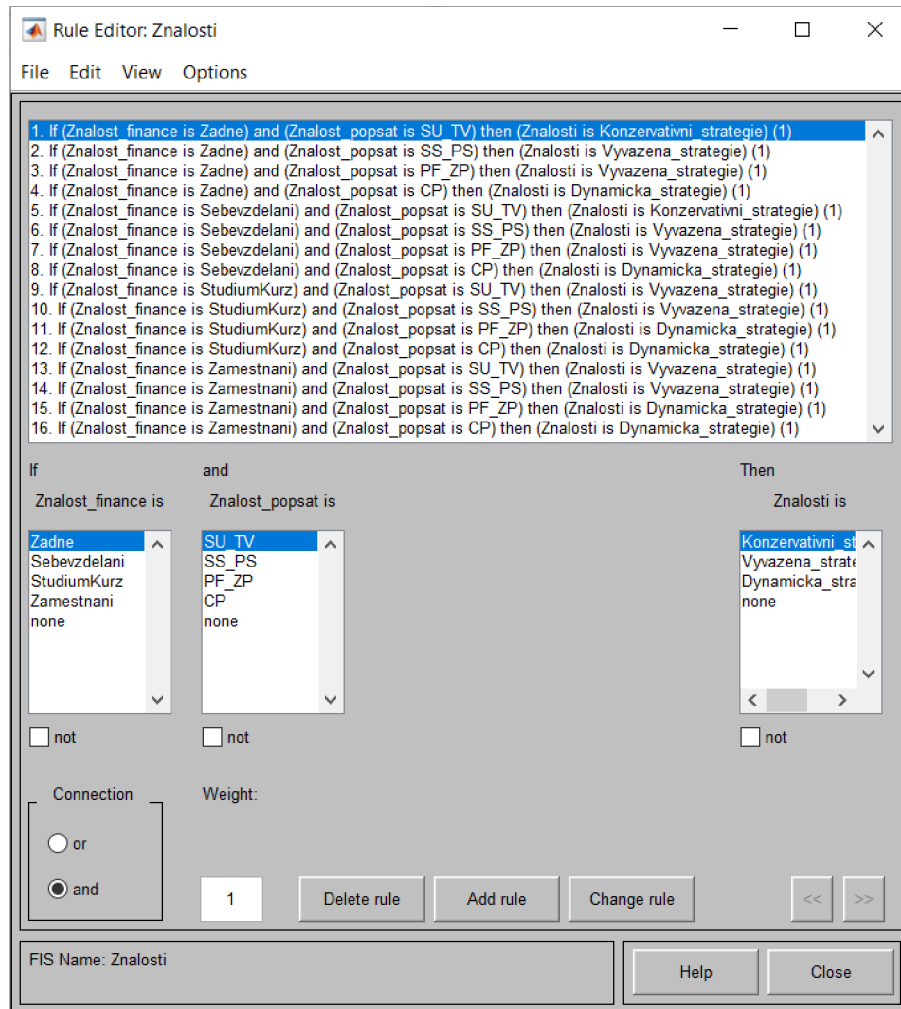 Rule Editor: Znalosti
File Edit View Options
1. If (Znalost_finance is Zadne) and (Znalost_popsat is SU_TV) then (Znalosti is Konzervativni_strategie) (1)
2. If (Znalost_finance is Zadne) and (Znalost_popsat is SS_PS) then (Znalosti is Vyvazena_strategie) (1)
3. If (Znalost_finance is Zadne) and (Znalost_popsat is PF_ZP) then (Znalosti is Vyvazena_strategie) (1)
4. If (Znalost_finance is Zadne) and (Znalost_popsat is CP) then (Znalosti is Dynamicka_strategie) (1)
5. If (Znalost_finance is Sebevzdelani) and (Znalost_popsat is SU_TV) then (Znalosti is Konzervativni_strategie) (1)
6. If (Znalost_finance is Sebevzdelani) and (Znalost_popsat is SS_PS) then (Znalosti is Vyvazena_strategie) (1)
7. If (Znalost_finance is Sebevzdelani) and (Znalost_popsat is PF_ZP) then (Znalosti is Vyvazena_strategie) (1)
8. If (Znalost_finance is Sebevzdelani) and (Znalost_popsat is CP) then (Znalosti is Dynamicka_strategie) (1)
9. If (Znalost_finance is StudiumKurz) and (Znalost_popsat is SU_TV) then (Znalosti is Vyvazena_strategie) (1)
10. If (Znalost_finance is StudiumKurz) and (Znalost_popsat is SS_PS) then (Znalosti is Vyvazena_strategie) (1)
11. If (Znalost_finance is StudiumKurz) and (Znalost_popsat is PF_ZP) then (Znalosti is Dynamicka_strategie) (1)
12. If (Znalost_finance is StudiumKurz) and (Znalost_popsat is CP) then (Znalosti is Dynamicka_strategie) (1)
13. If (Znalost_finance is Zamestnani) and (Znalost_popsat is SU_TV) then (Znalosti is Vyvazena_strategie) (1)
14. If (Znalost_finance is Zamestnani) and (Znalost_popsat is SS_PS) then (Znalosti is Vyvazena_strategie) (1)
15. If (Znalost_finance is Zamestnani) and (Znalost_popsat is PF_ZP) then (Znalosti is Dynamicka_strategie) (1)
16. If (Znalost_finance is Zamestnani) and (Znalost_popsat is CP) then (Znalosti is Dynamicka_strategie) (1)
If and Then
Znalost_finance is Znalost_popsat is Znalosti is
Zadne SU_TV Konzervativni_st
Sebevzdelani SS_PS Vyvazena_strate
StudiumKurz PF_ZP Dynamicka_stra
Zamestnani CP none
none none
not not not
Connection Weight:
or
and 1 Delete rule Add rule Change rule << >>
FIS Name: Znalosti Help Close